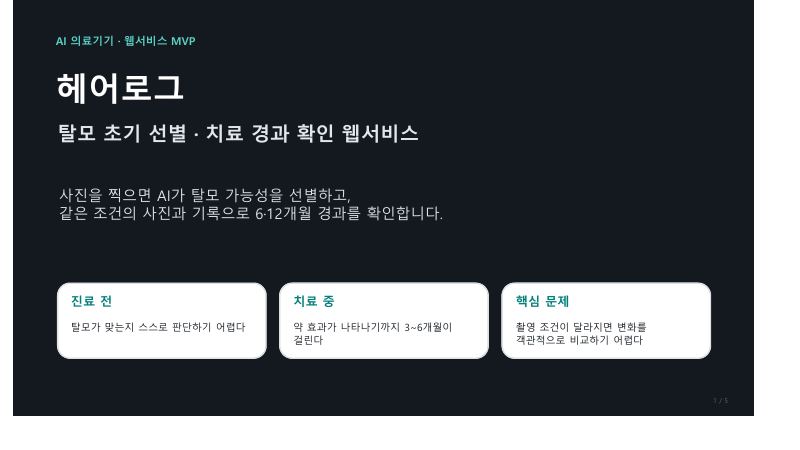 AI 의료기기 · 웹서비스 MVP
헤어로그
탈모 초기 선별 · 치료 경과 확인 웹서비스
사진을 찍으면 AI가 탈모 가능성을 선별하고,
같은 조건의 사진과 기록으로 6·12개월 경과를 확인합니다.
진료 전
탈모가 맞는지 스스로 판단하기 어렵다
치료 중
약 효과가 나타나기까지 3~6개월이
걸린다
핵심 문제
촬영 조건이 달라지면 변화를
객관적으로 비교하기 어렵다
1 / 5